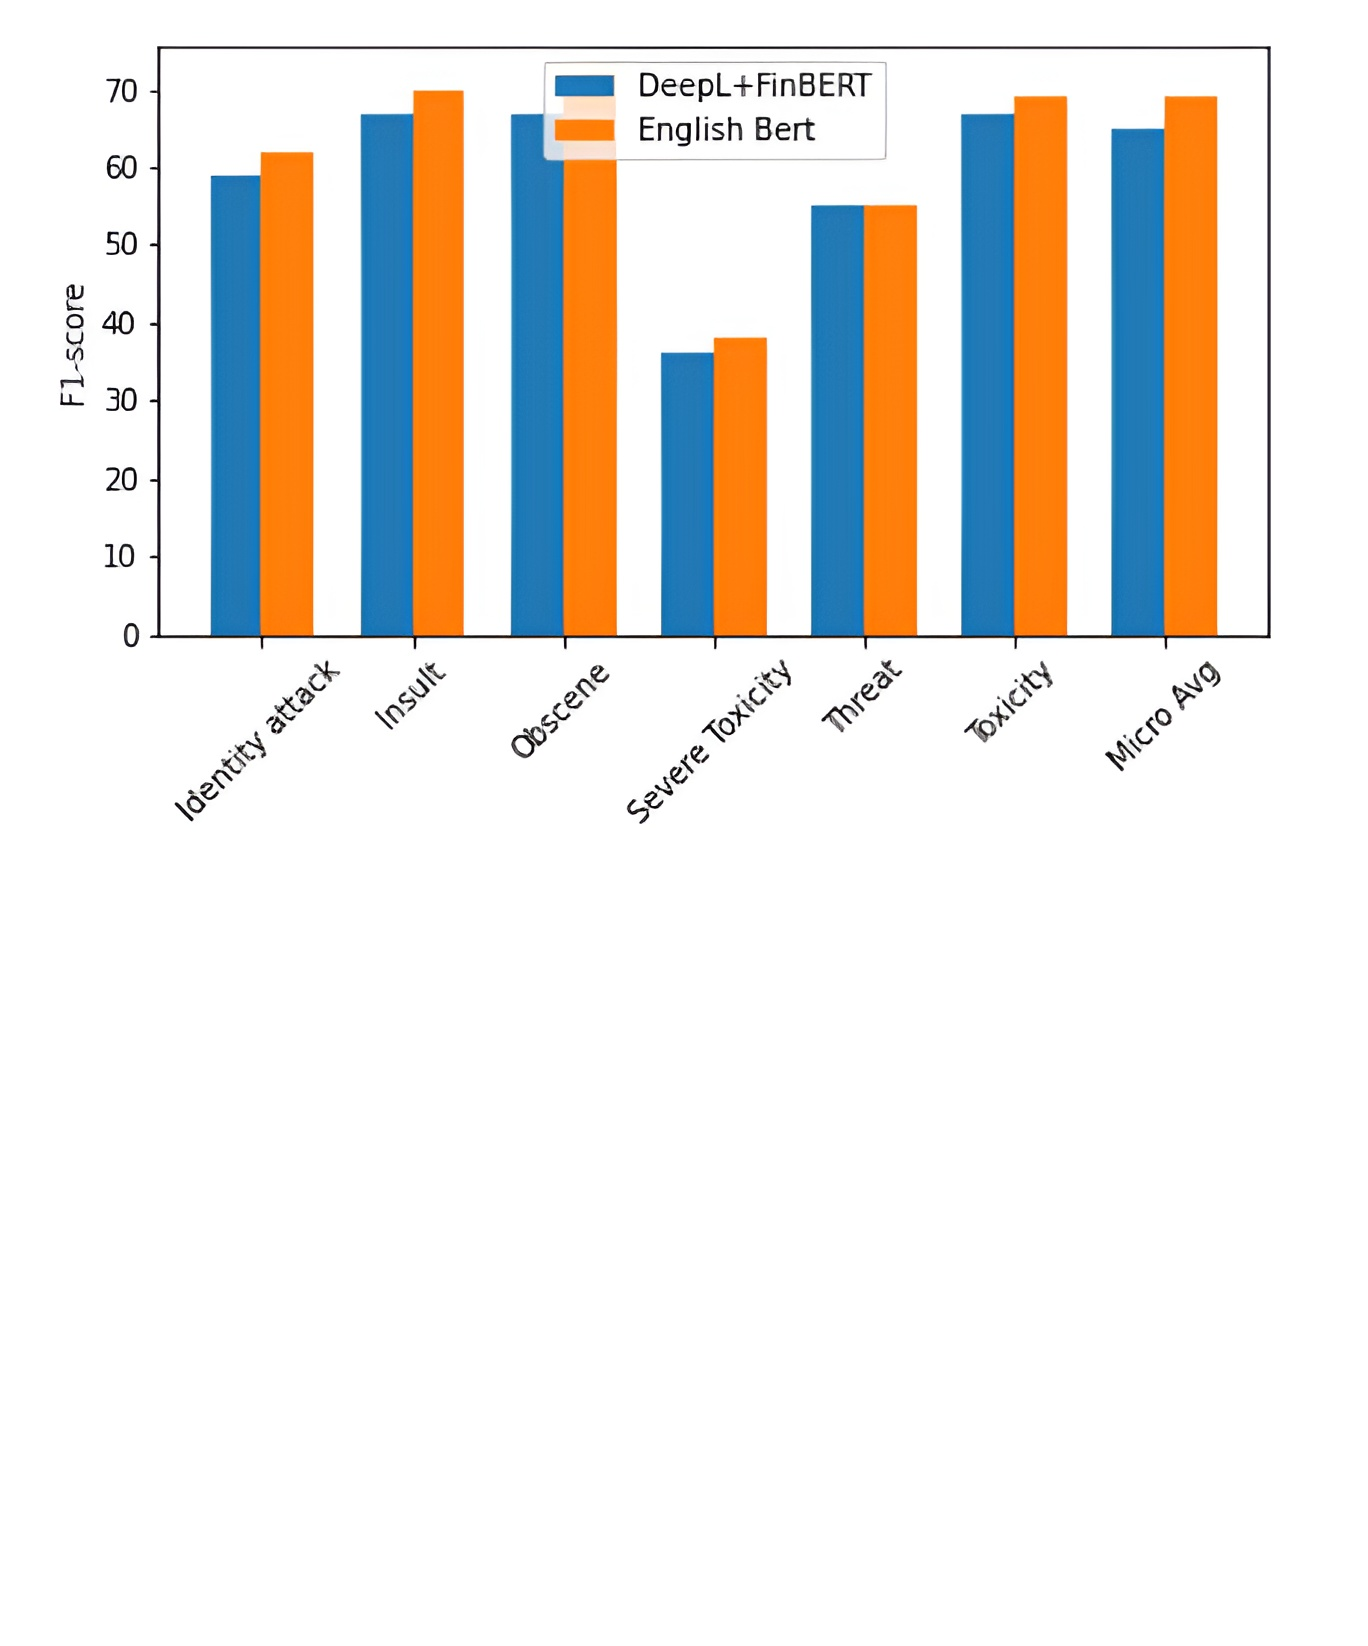 DeepL+FinBERT
English Bert
F1-score
70
60
50
40
30
20
10
0
Identity attack
Insult
Obscene
Severe Toxicity
Threat
Toxicity
Micro Avg